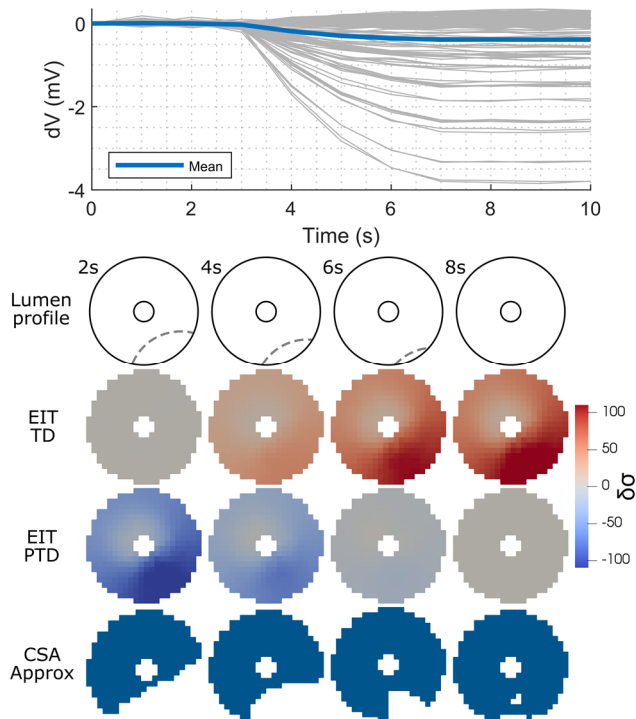 0
-2
-4
dV (mV)
Mean
0 2 4 6 8 10
Time (s)
2s 4s 6s 8s
Lumen
profile
EIT
TD
100
50
0
-50
-100
δσ
EIT
PTD
CSA
Approx